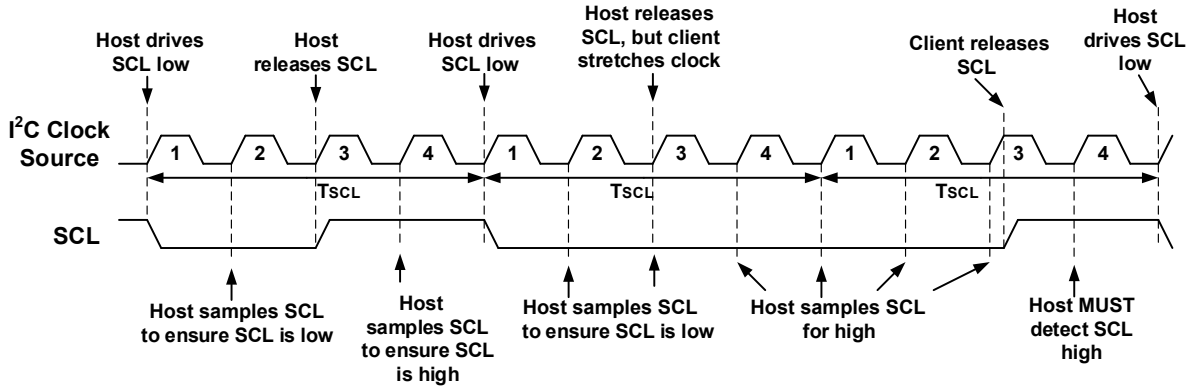 Host drives
SCL low
Host
releases SCL
Host drives
SCL low
Host releases
SCL, but client
stretches clock
Client releases
SCL
Host
drives SCL
low
I²C Clock
Source
1
2
3
4
1
2
3
4
1
2
3
4
TSCL
TSCL
TSCL
SCL
Host samples SCL
to ensure SCL is low
Host
samples SCL
to ensure SCL
is high
Host samples SCL
to ensure SCL is low
Host samples SCL
for high
Host MUST
detect SCL
high